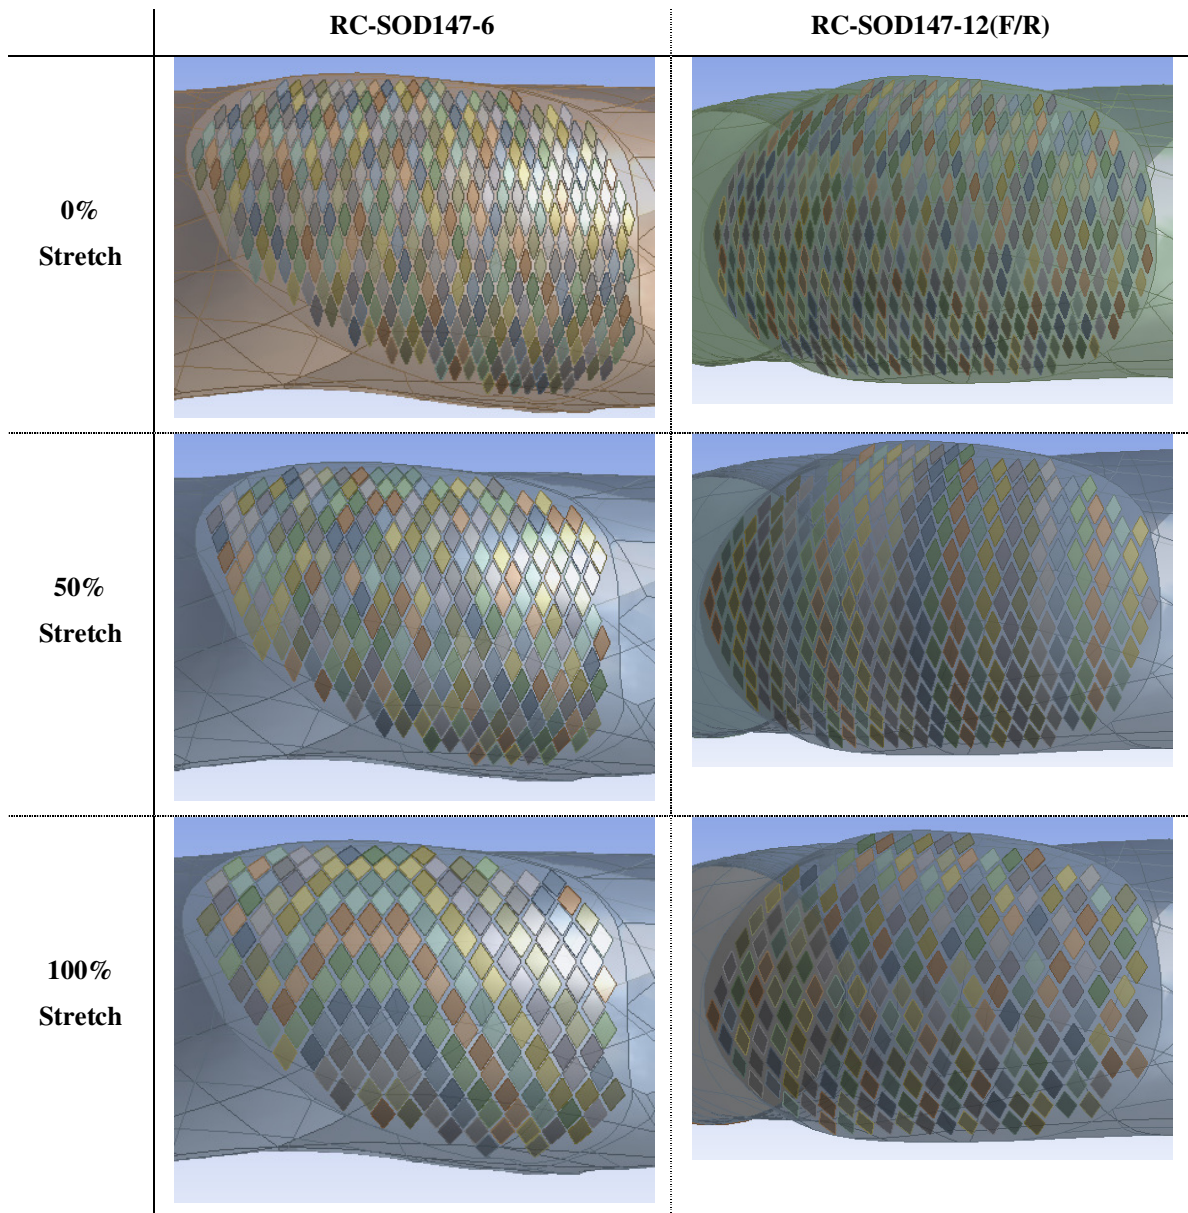 RC-SOD147-6
RC-SOD147-12(F/R)
0%
Stretch
50%
Stretch
100%
Stretch